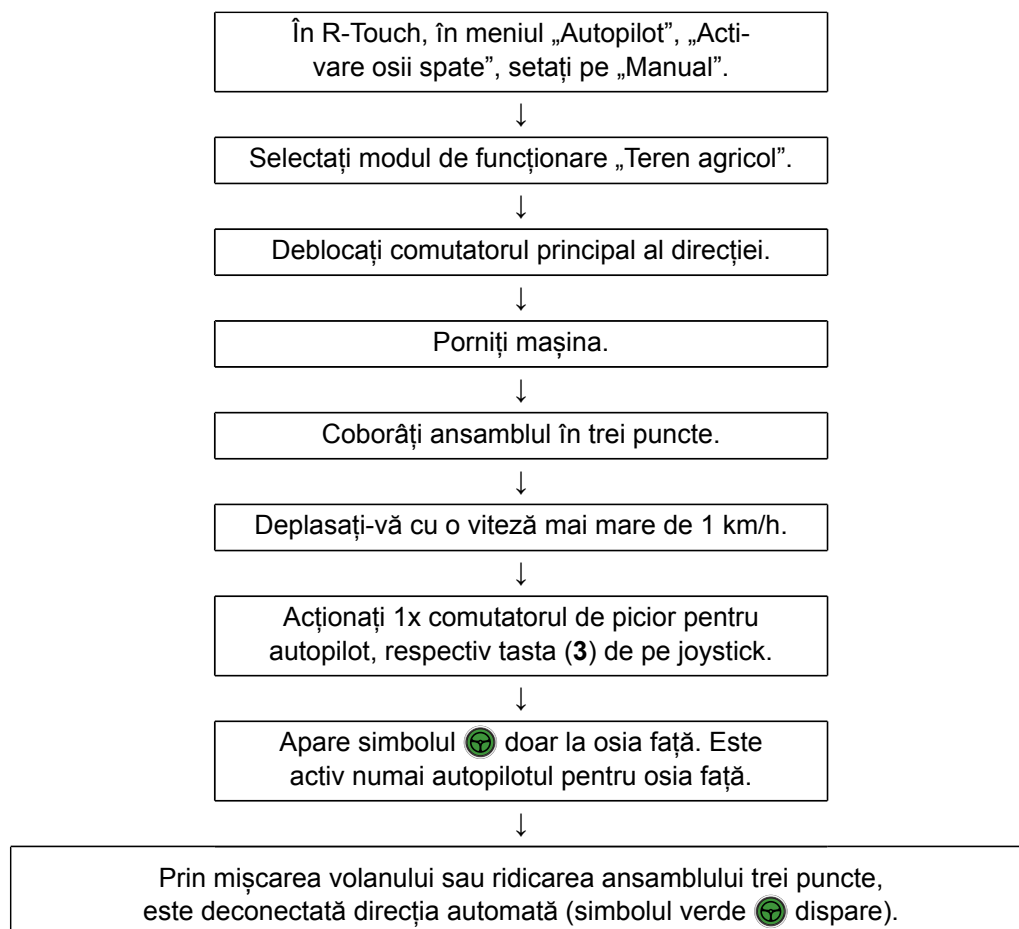 În R-Touch, în meniul „Autopilot”, „Acti-
vare osii spate”, setați pe „Manual”.
↓
Selectați modul de funcționare „Teren agricol”.
↓
Deblocați comutatorul principal al direcției.
↓
Porniți mașina.
↓
Coborâți ansamblul în trei puncte.
↓
Deplasați-vă cu o viteză mai mare de 1 km/h.
↓
Acționați 1x comutatorul de picior pentru
autopilot, respectiv tasta (3) de pe joystick.
↓
Apare simbolul doar la osia față. Este
activ numai autopilotul pentru osia față.
↓
Prin mișcarea volanului sau ridicarea ansamblului trei puncte,
este deconectată direcția automată (simbolul verde dispare).